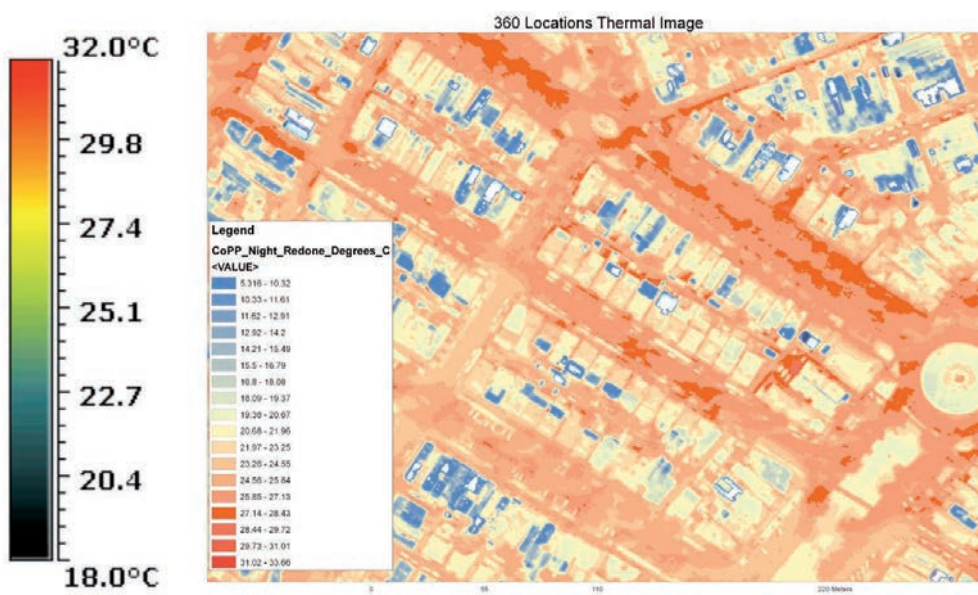 360 Locations Thermal Image
32.0°C
29.8
27.4
25.1
22.7
20.4
18.0°C
Legend
CoPP_Night_Redone_Degrees_C
<VALUE>
5.316 - 10.32
10.33 - 11.61
11.62 - 12.91
12.92 - 14.2
14.21 - 15.49
15.5 - 16.79
16.8 - 18.08
18.09 - 19.37
19.38 - 20.67
20.68 - 21.96
21.97 - 23.25
23.26 - 24.55
24.56 - 25.84
25.85 - 27.13
27.14 - 28.43
28.44 - 29.72
29.73 - 31.01
31.02 - 33.66
0 55 110 220 Meters